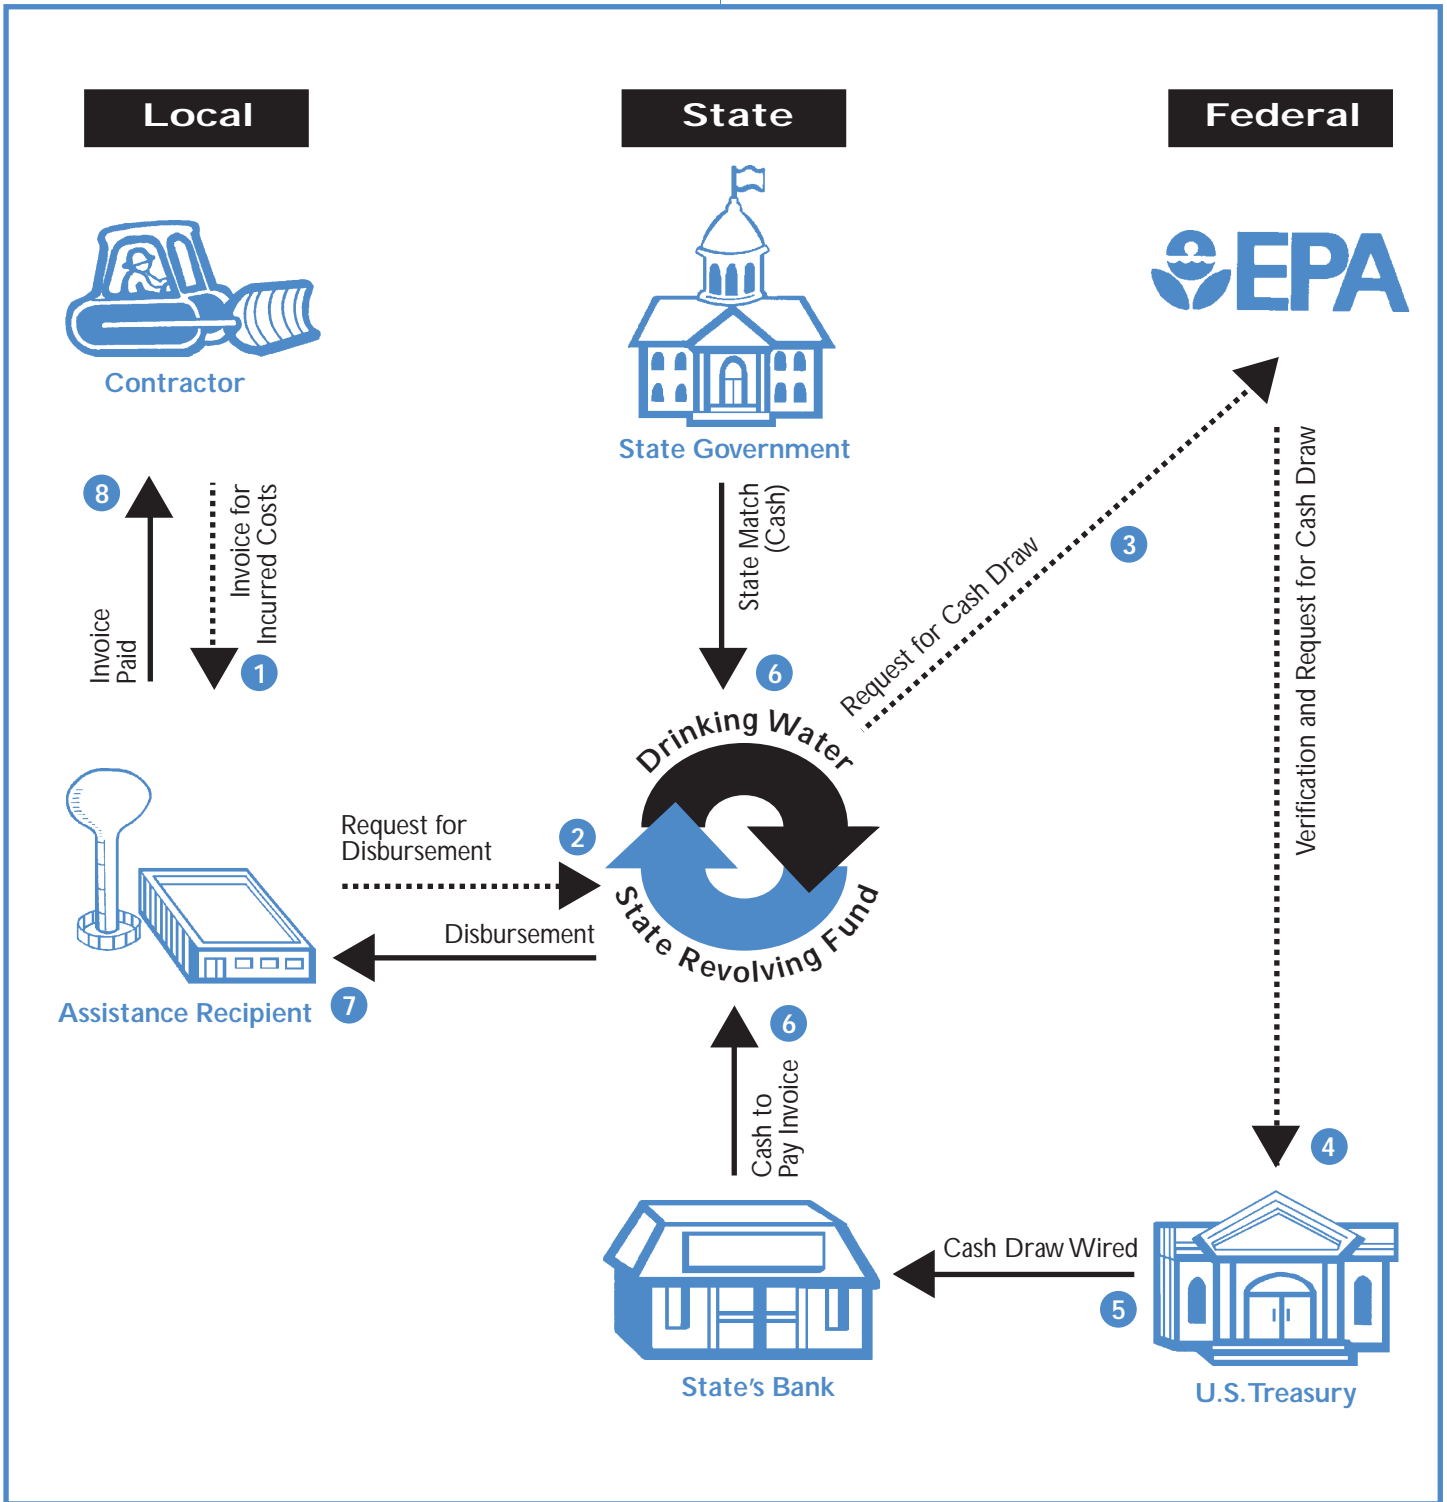 Local
State
Federal
EPA
Contractor
State Government
8
Invoice for
Incurred Costs
State Match
(Cash)
Request for Cash Draw
3
Verification and Request for Cash Draw
Invoice
Paid
1
6
Drinking Water
Request for
Disbursement
2
State Revolving Fund
Disbursement
Assistance Recipient
7
6
Cash to
Pay Invoice
4
Cash Draw Wired
5
State's Bank
U.S. Treasury